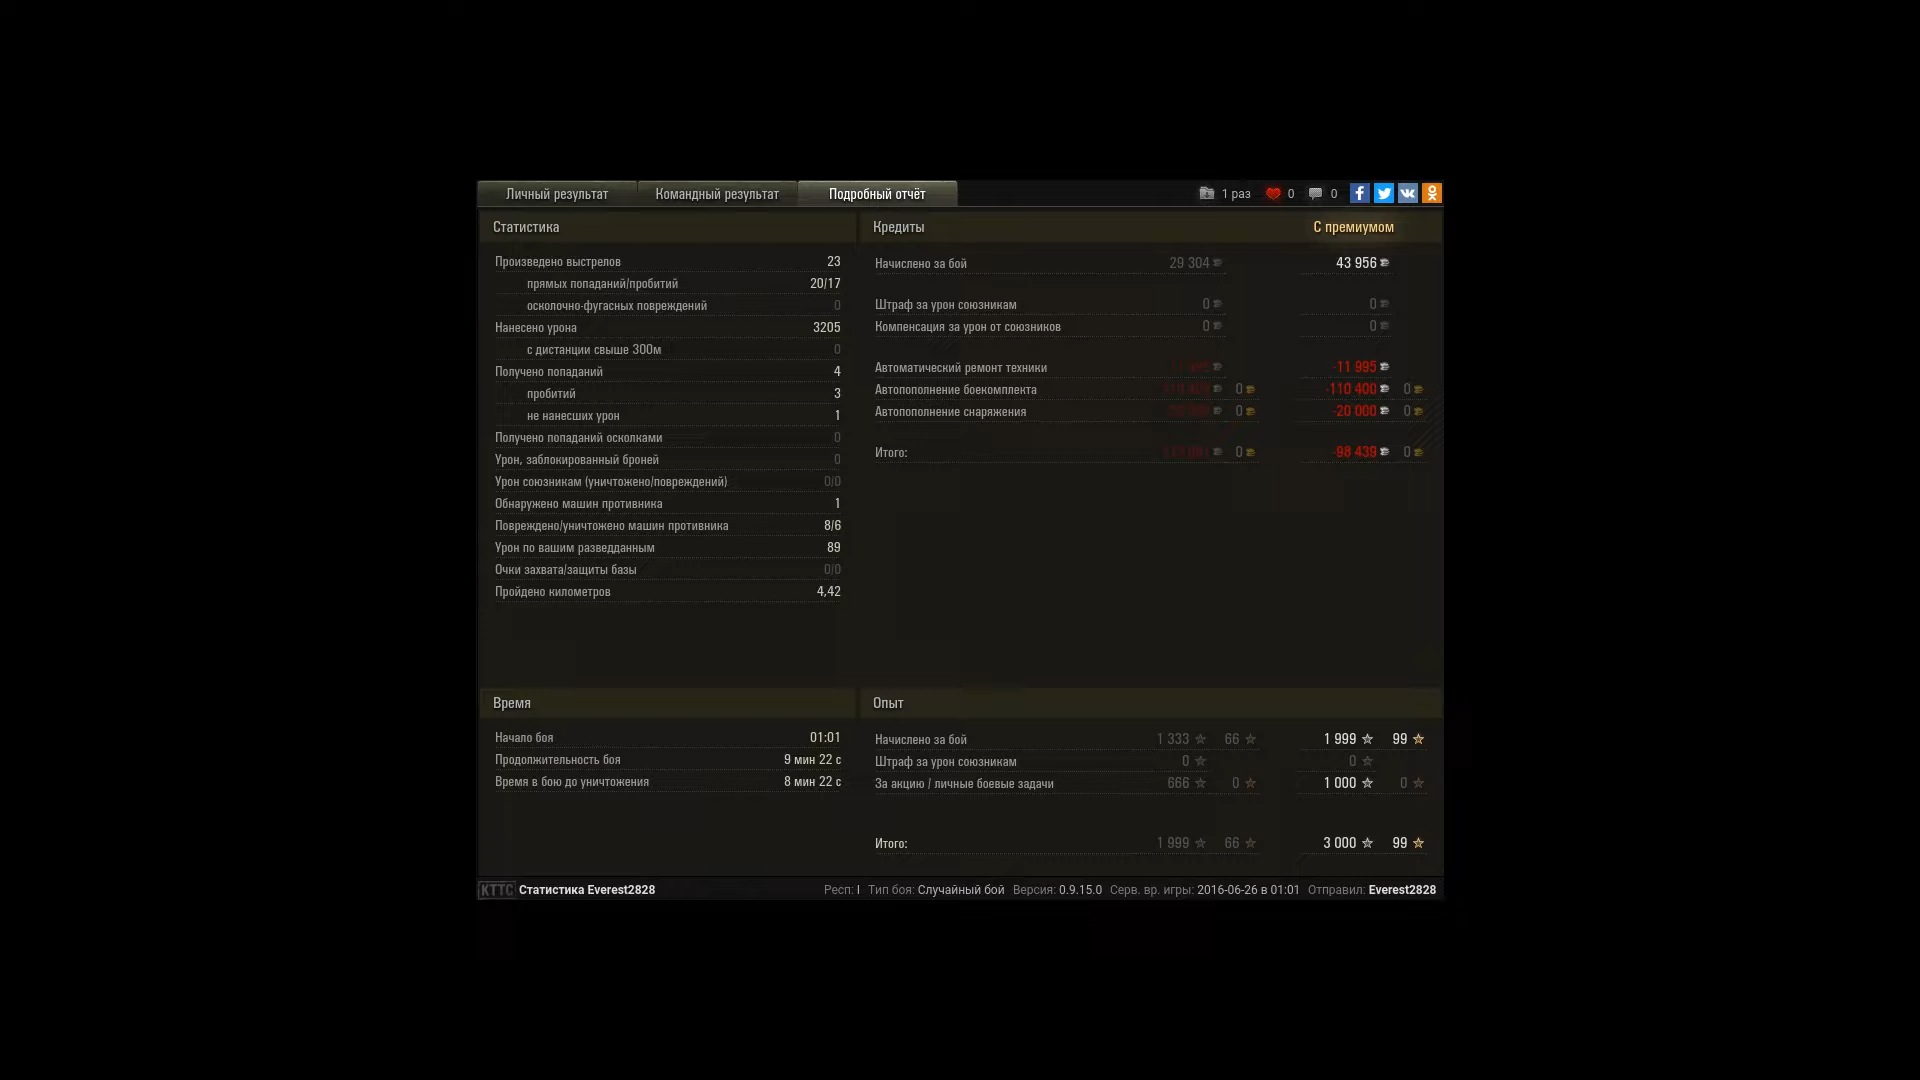 Личный результат Командный результат Подробный отчёт 1 раз 0 0
Статистика
Произведено выстрелов 23
прямых попаданий/пробитий 20/17
осколочно-фугасных повреждений 0
Нанесено урона 3205
с дистанции свыше 300м 0
Получено попаданий 4
пробитий 3
не нанесших урон 1
Получено попаданий осколками 0
Урон, заблокированный броней 0
Урон союзникам (уничтожено/повреждений) 0/0
Обнаружено машин противника 1
Повреждено/уничтожено машин противника 8/6
Урон по вашим разведданным 89
Очки захвата/защиты базы 0/0
Пройдено километров 4,42
Кредиты С премиумом
Начислено за бой 29 304 43 956
Штраф за урон союзникам 0 0
Компенсация за урон от союзников 0 0
Автоматический ремонт техники -11 995
Автопополнение боекомплекта 0 -110 400 0
Автопополнение снаряжения 0 -20 000 0
Итого: 0 -98 439 0
Время
Начало боя 01:01
Продолжительность боя 9 мин 22 с
Время в бою до уничтожения 8 мин 22 с
Опыт
Начислено за бой 1 333 66 1 999 99
Штраф за урон союзникам 0 0
За акцию / личные боевые задачи 666 0 1 000 0
Итого: 1 999 66 3 000 99
КТТС Статистика Everest2828 Респ: I Тип боя: Случайный бой Версия: 0.9.15.0 Серв. вр. игры: 2016-06-26 в 01:01 Отправил: Everest2828